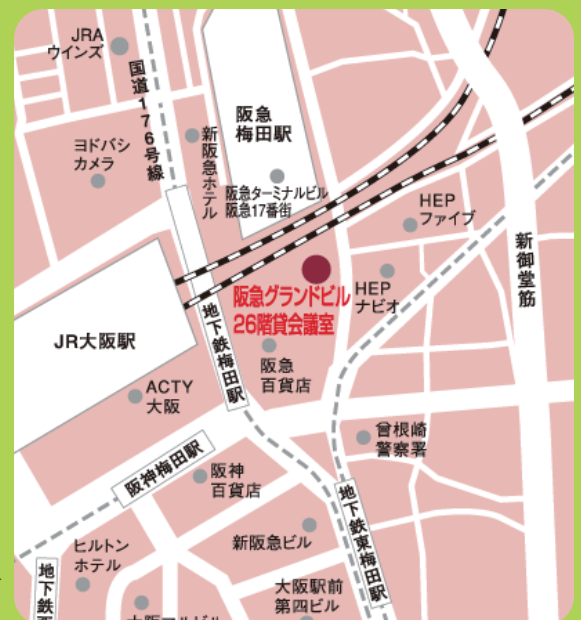 JRA
ウインズ
国道176号線
阪急
梅田駅
ヨドバシ
カメラ
新阪急ホテル
阪急ターミナルビル
阪急17番街
HEP
ファイブ
新御堂筋
阪急グランドビル
26階貸会議室
HEP
ナビオ
JR大阪駅
地下鉄梅田駅
阪急
百貨店
ACTY
大阪
曾根崎
警察署
阪神梅田駅
阪神
百貨店
地下鉄東梅田駅
新阪急ビル
ヒルトン
ホテル
地下鉄
大阪駅前
第四ビル
大阪マルビル